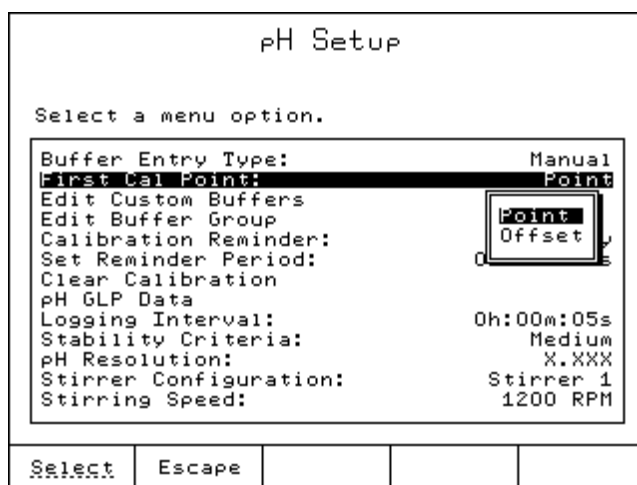 pH Setup
Select a menu option.
Buffer Entry Type: Manual
First Cal Point: Point
Edit Custom Buffers
Edit Buffer Group
Point
Offset
Calibration Reminder:
Set Reminder Period:
Clear Calibration
pH GLP Data
Logging Interval: 0h:00m:05s
Stability Criteria: Medium
pH Resolution: X.XXX
Stirrer Configuration: Stirrer 1
Stirring Speed: 1200 RPM
Select Escape